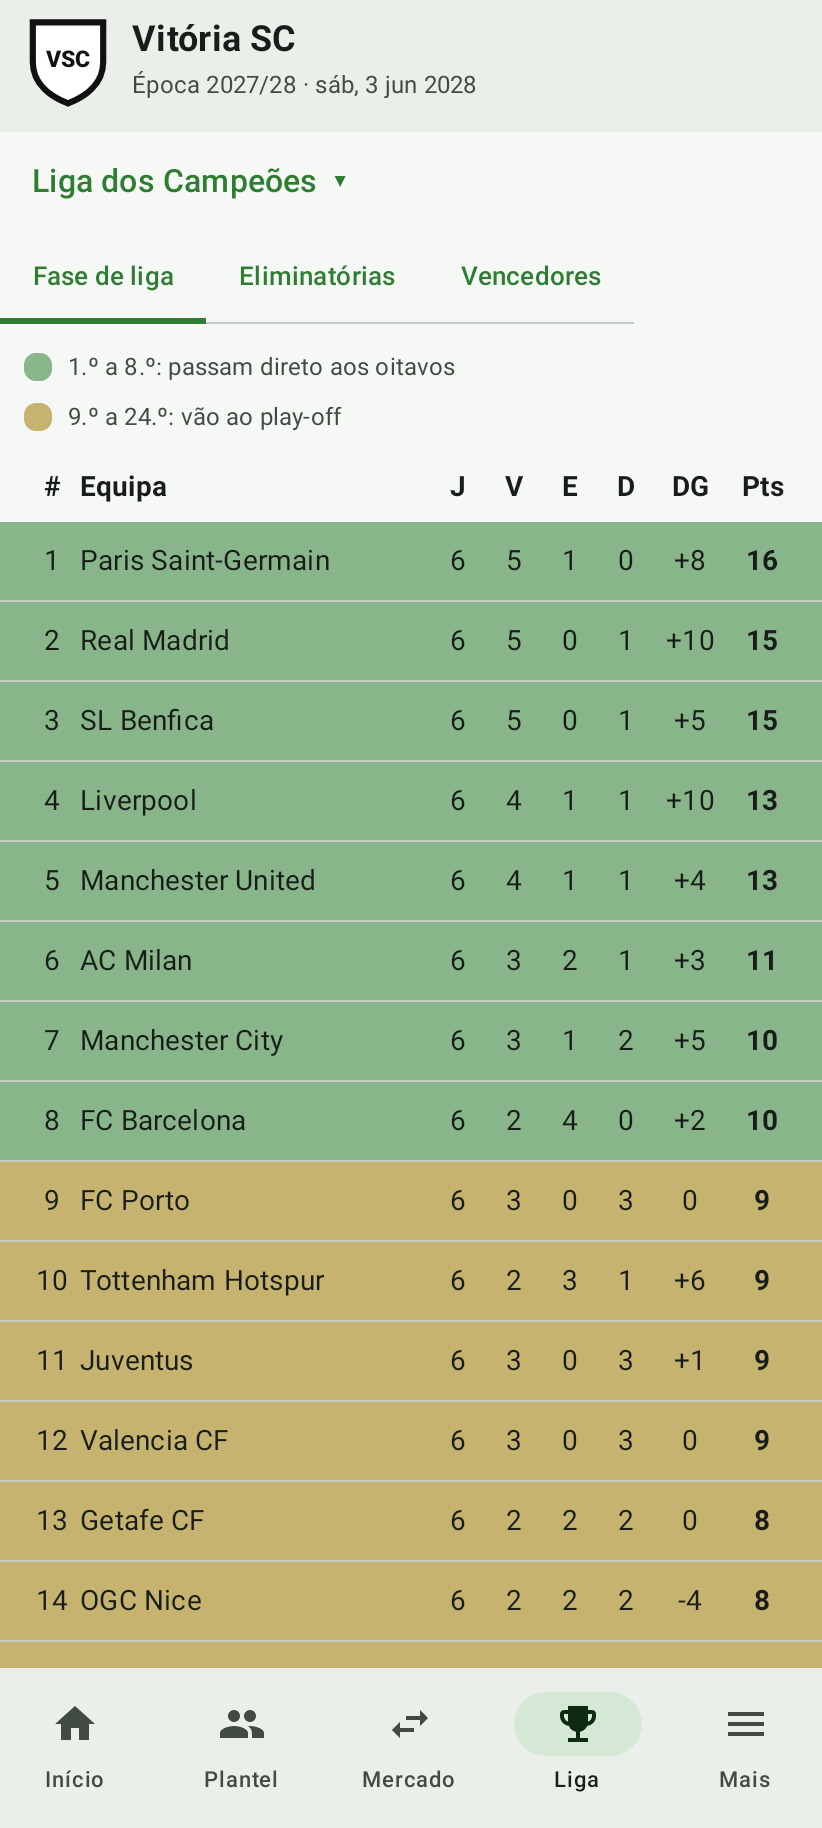 VSC
Vitória SC
Época 2027/28 · sáb, 3 jun 2028
Liga dos Campeões ▼
Fase de liga Eliminatórias Vencedores
1.º a 8.º: passam direto aos oitavos
9.º a 24.º: vão ao play-off
# Equipa J V E D DG Pts
1 Paris Saint-Germain 6 5 1 0 +8 16
2 Real Madrid 6 5 0 1 +10 15
3 SL Benfica 6 5 0 1 +5 15
4 Liverpool 6 4 1 1 +10 13
5 Manchester United 6 4 1 1 +4 13
6 AC Milan 6 3 2 1 +3 11
7 Manchester City 6 3 1 2 +5 10
8 FC Barcelona 6 2 4 0 +2 10
9 FC Porto 6 3 0 3 0 9
10 Tottenham Hotspur 6 2 3 1 +6 9
11 Juventus 6 3 0 3 +1 9
12 Valencia CF 6 3 0 3 0 9
13 Getafe CF 6 2 2 2 0 8
14 OGC Nice 6 2 2 2 -4 8
Início Plantel Mercado Liga Mais